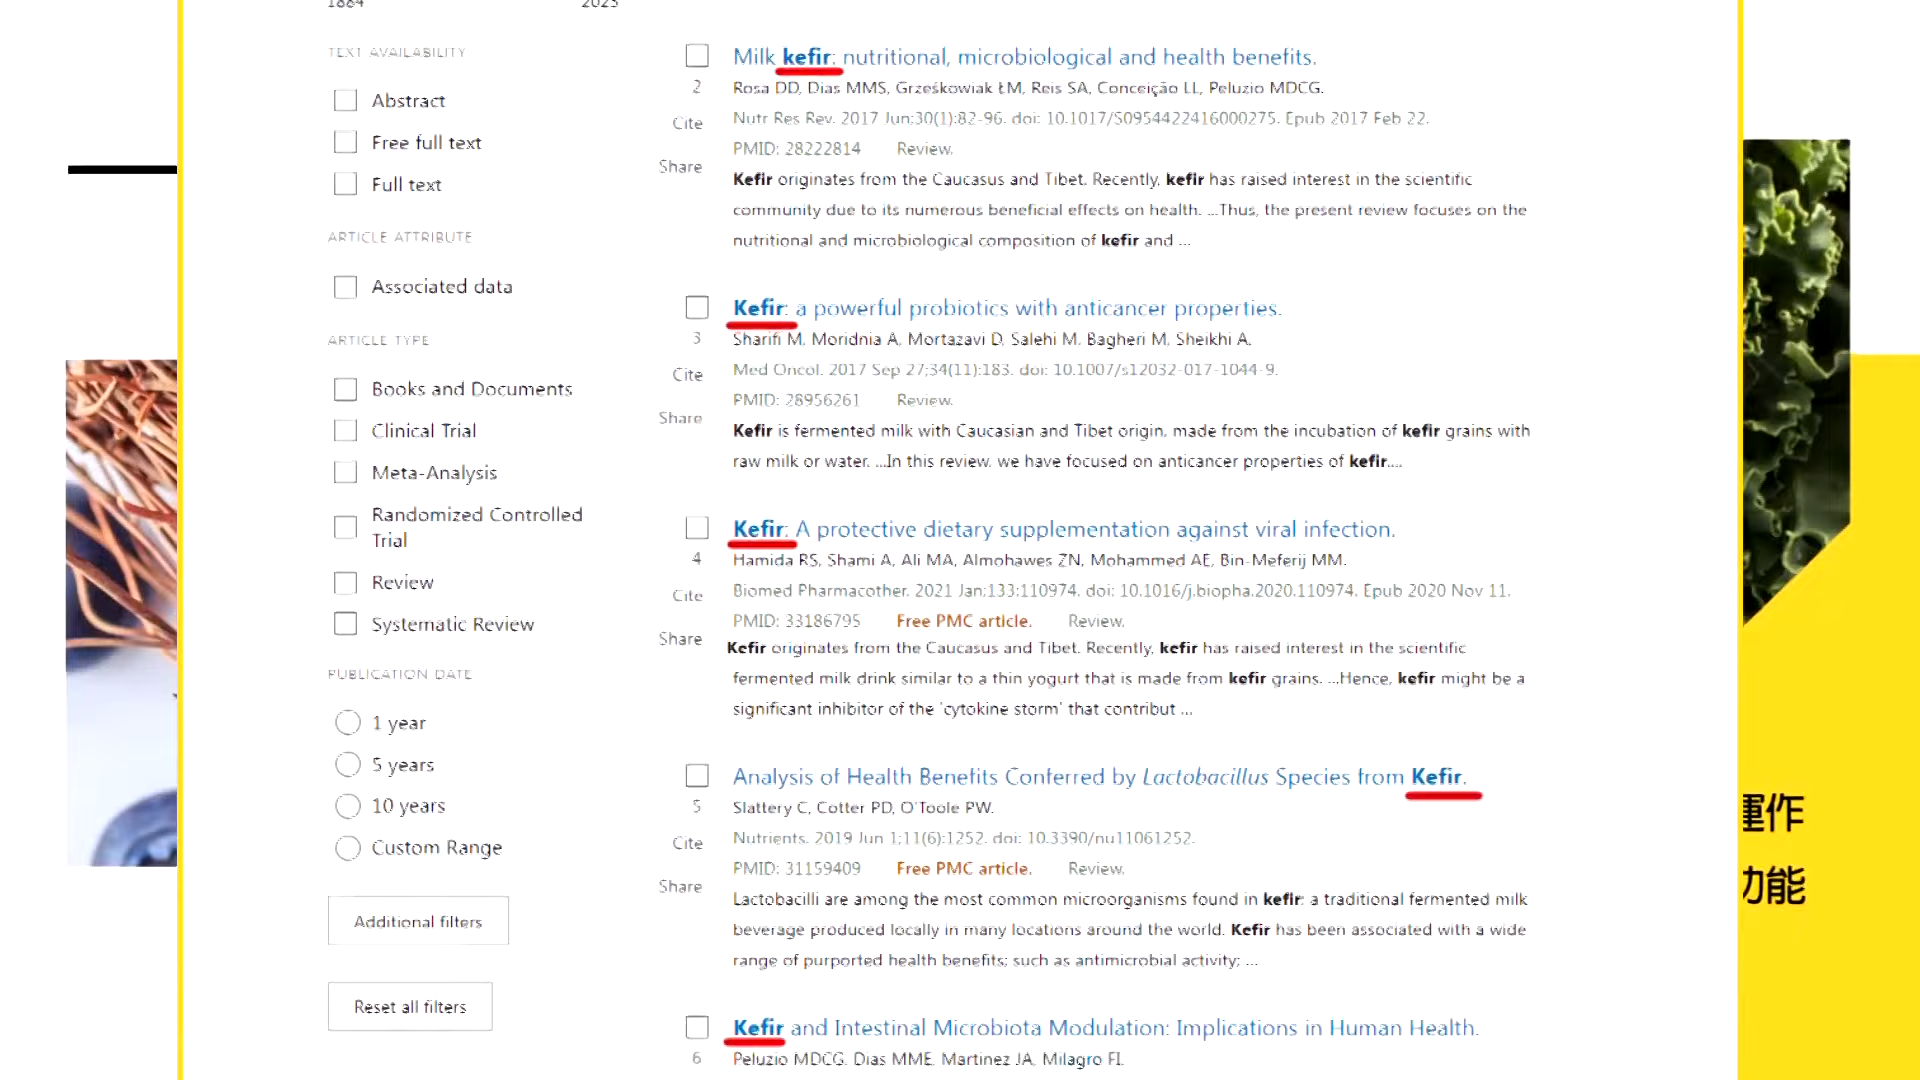 1884 2025
TEXT AVAILABILITY
Abstract
Free full text
Full text
ARTICLE ATTRIBUTE
Associated data
ARTICLE TYPE
Books and Documents
Clinical Trial
Meta-Analysis
Randomized Controlled
Trial
Review
Systematic Review
PUBLICATION DATE
1 year
5 years
10 years
Custom Range
Additional filters
Reset all filters
Milk kefir: nutritional, microbiological and health benefits.
2
Rosa DD, Dias MMS, Grześkowiak ŁM, Reis SA, Conceição LL, Peluzio MDCG.
Cite
Nutr Res Rev. 2017 Jun;30(1):82-96. doi: 10.1017/S0954422416000275. Epub 2017 Feb 22.
PMID: 28222814 Review.
Share
Kefir originates from the Caucasus and Tibet. Recently, kefir has raised interest in the scientific
community due to its numerous beneficial effects on health. ...Thus, the present review focuses on the
nutritional and microbiological composition of kefir and ...
Kefir: a powerful probiotics with anticancer properties.
3
Sharifi M, Moridnia A, Mortazavi D, Salehi M, Bagheri M, Sheikhi A.
Cite
Med Oncol. 2017 Sep 27;34(11):183. doi: 10.1007/s12032-017-1044-9.
PMID: 28956261 Review.
Share
Kefir is fermented milk with Caucasian and Tibet origin, made from the incubation of kefir grains with
raw milk or water. ...In this review, we have focused on anticancer properties of kefir....
Kefir: A protective dietary supplementation against viral infection.
4
Hamida RS, Shami A, Ali MA, Almohawes ZN, Mohammed AE, Bin-Meferij MM.
Cite
Biomed Pharmacother. 2021 Jan;133:110974. doi: 10.1016/j.biopha.2020.110974. Epub 2020 Nov 11.
PMID: 33186795 Free PMC article. Review.
Share
Kefir originates from the Caucasus and Tibet. Recently, kefir has raised interest in the scientific
fermented milk drink similar to a thin yogurt that is made from kefir grains. ...Hence, kefir might be a
significant inhibitor of the 'cytokine storm' that contribut ...
Analysis of Health Benefits Conferred by Lactobacillus Species from Kefir.
5
Slattery C, Cotter PD, O'Toole PW.
Cite
Nutrients. 2019 Jun 1;11(6):1252. doi: 10.3390/nu11061252.
PMID: 31159409 Free PMC article. Review.
Share
Lactobacilli are among the most common microorganisms found in kefir; a traditional fermented milk
beverage produced locally in many locations around the world. Kefir has been associated with a wide
range of purported health benefits; such as antimicrobial activity; ...
Kefir and Intestinal Microbiota Modulation: Implications in Human Health.
6
Peluzio MDCG, Dias MME, Martinez JA, Milagro FI.
運作
功能